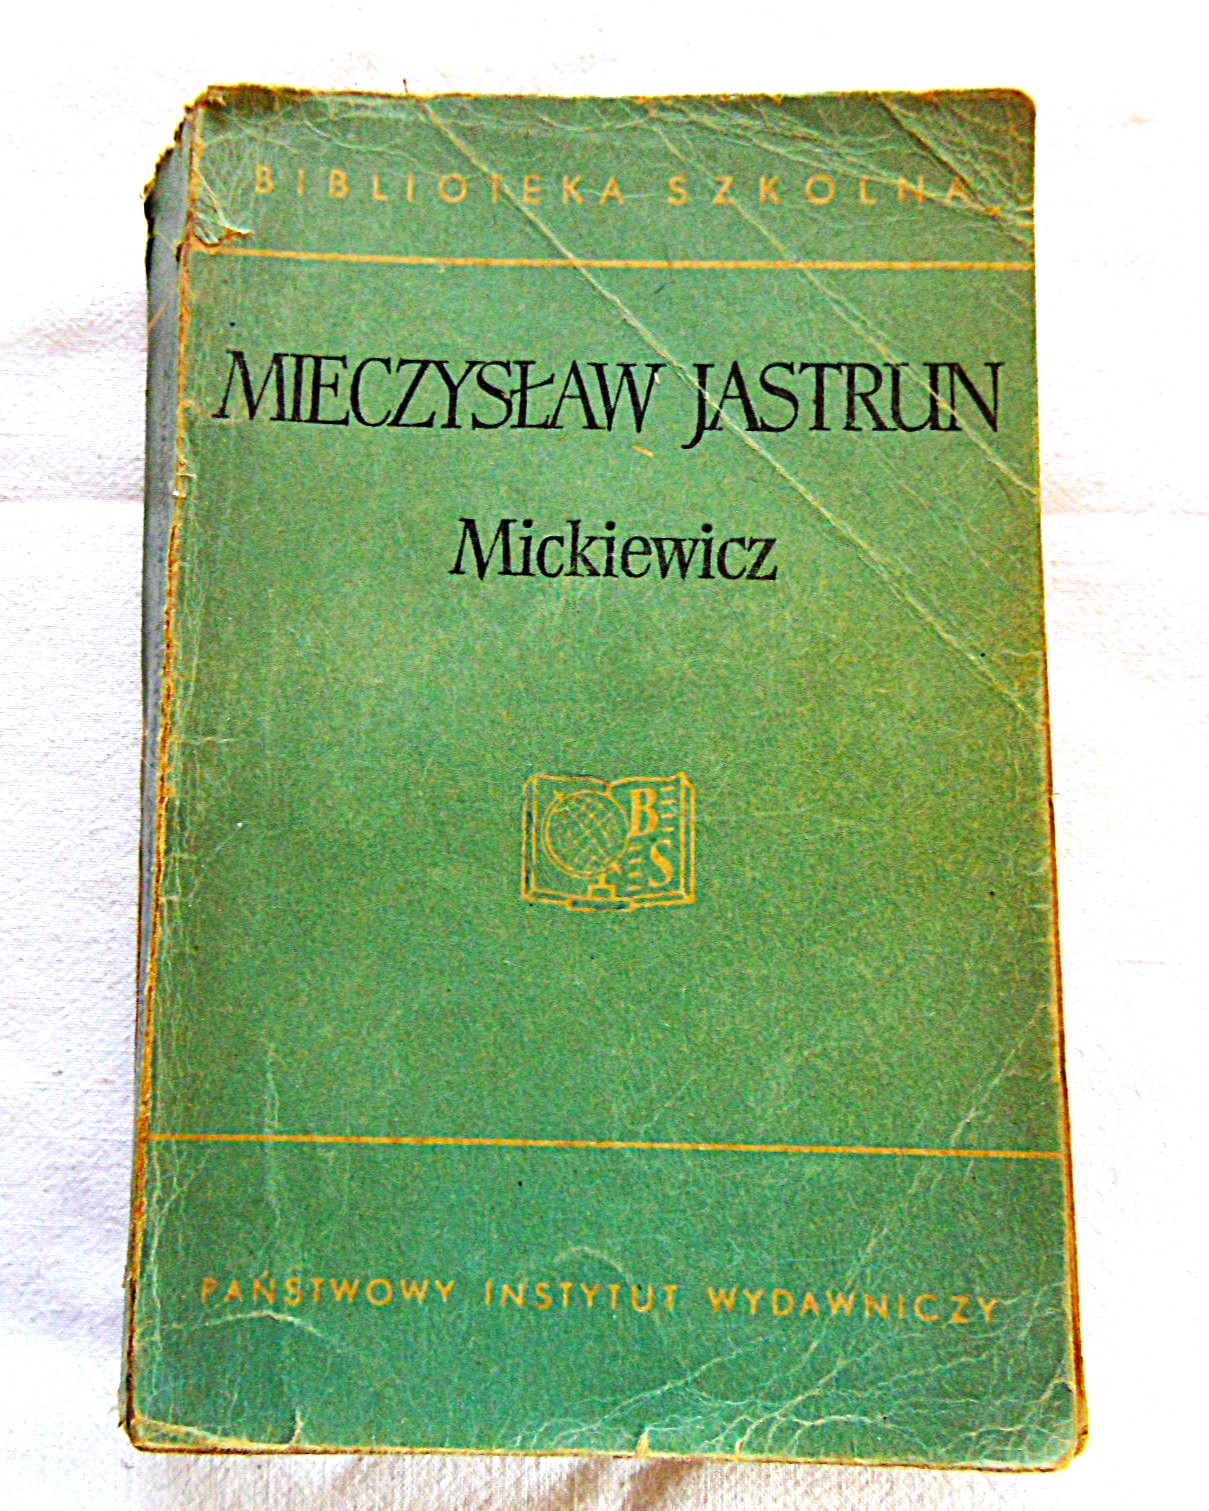 BIBLIOTEKA SZKOLNA
MIECZYSŁAW JASTRUN
Mickiewicz
B
S
PAŃSTWOWY INSTYTUT WYDAWNICZY